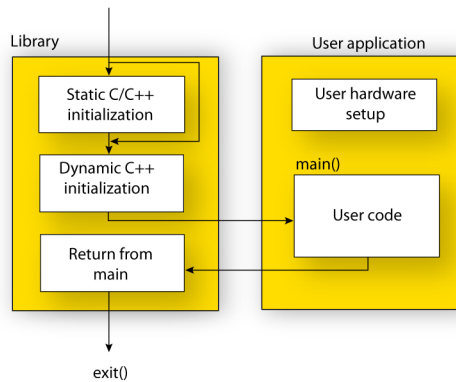 Library
User application
Static C/C++
initialization
User hardware
setup
Dynamic C++
initialization
main()
User code
Return from
main
exit()